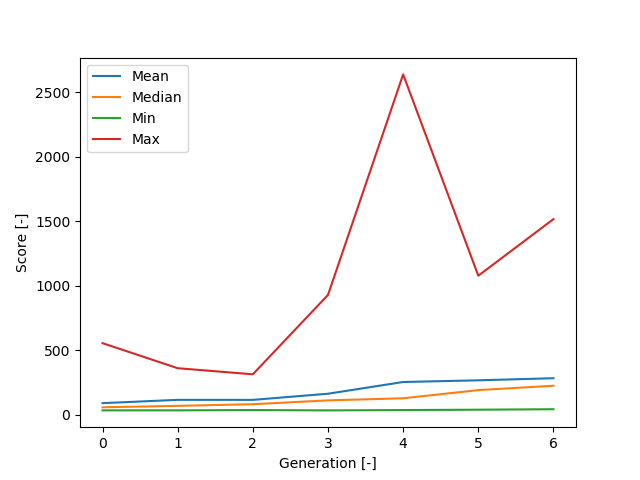 Mean
Median
Min
Max
2500
2000
1500
1000
500
0
Score [-]
0 1 2 3 4 5 6
Generation [-]